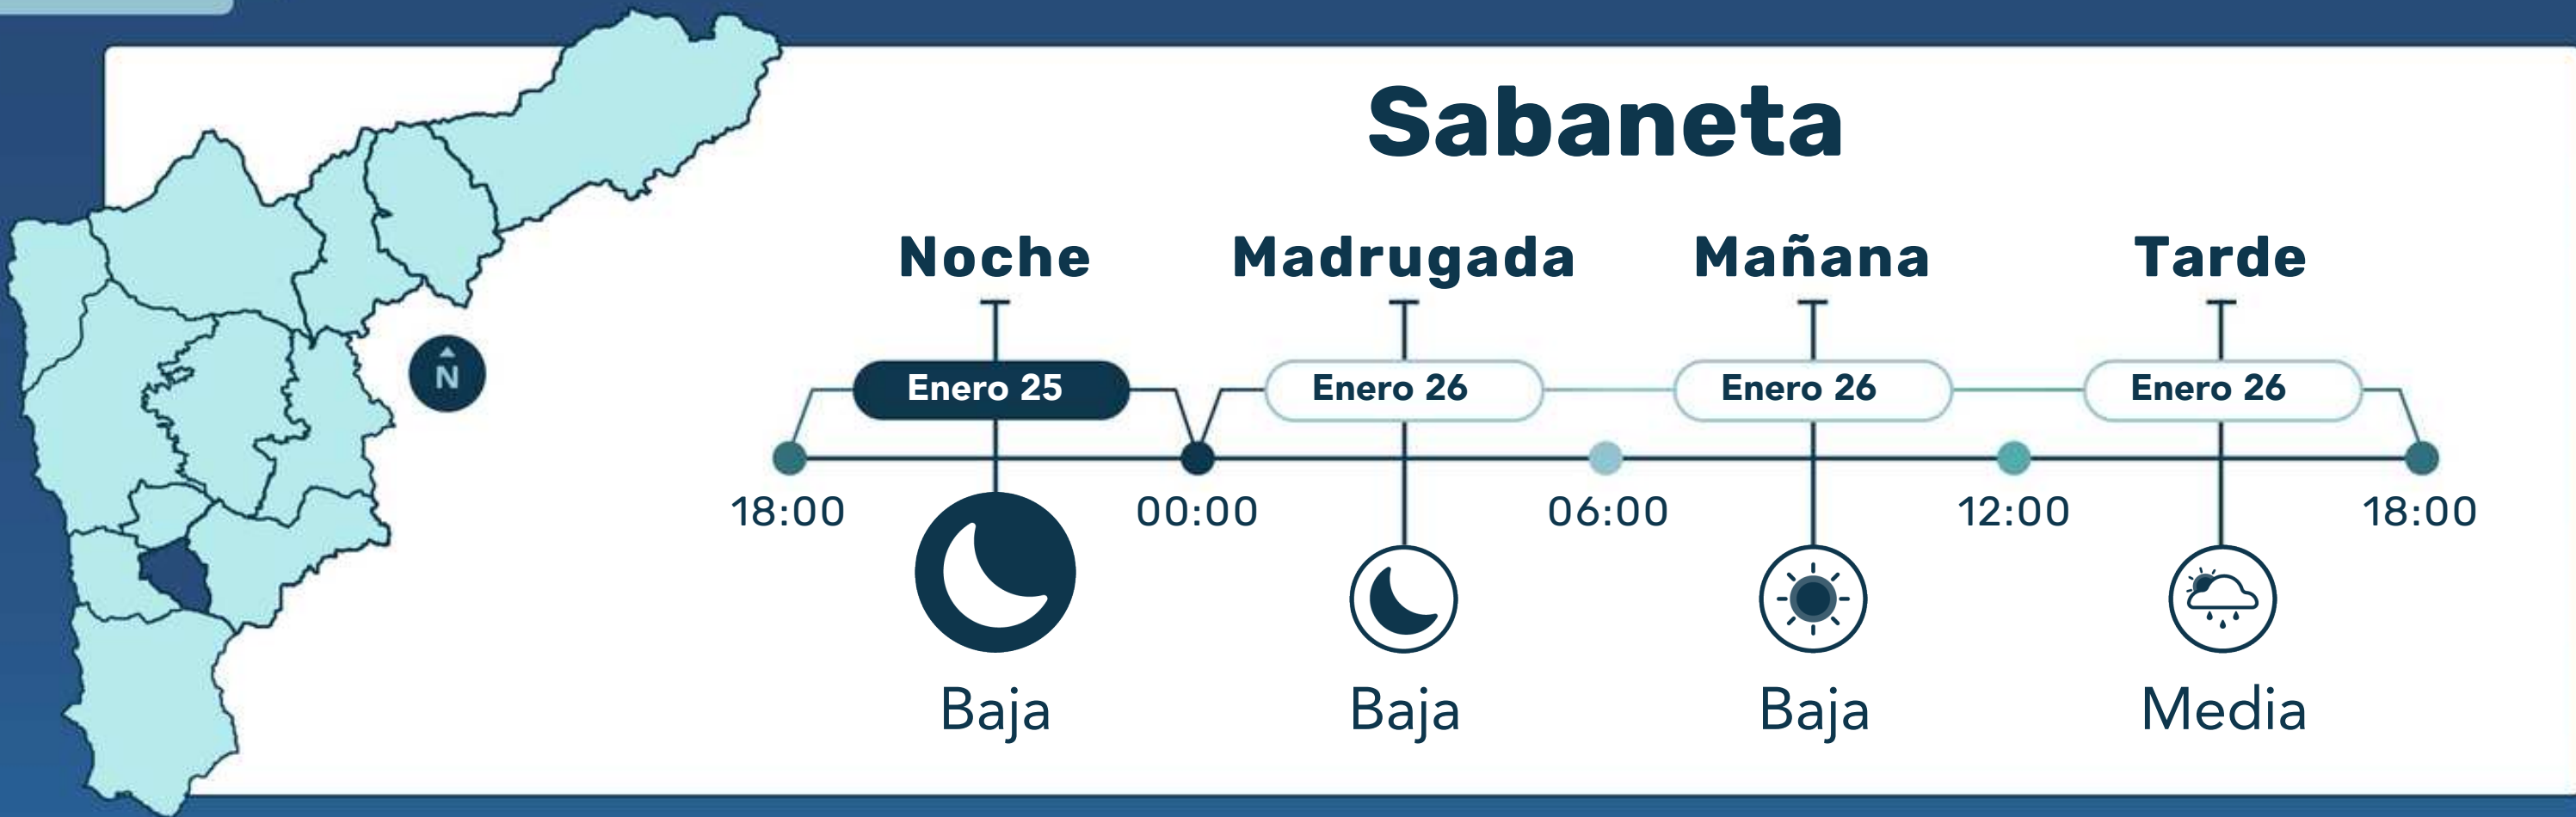 Sabaneta
Noche Madrugada Mañana Tarde
N
Enero 25 Enero 26 Enero 26 Enero 26
18:00 00:00 06:00 12:00 18:00
Baja Baja Baja Media